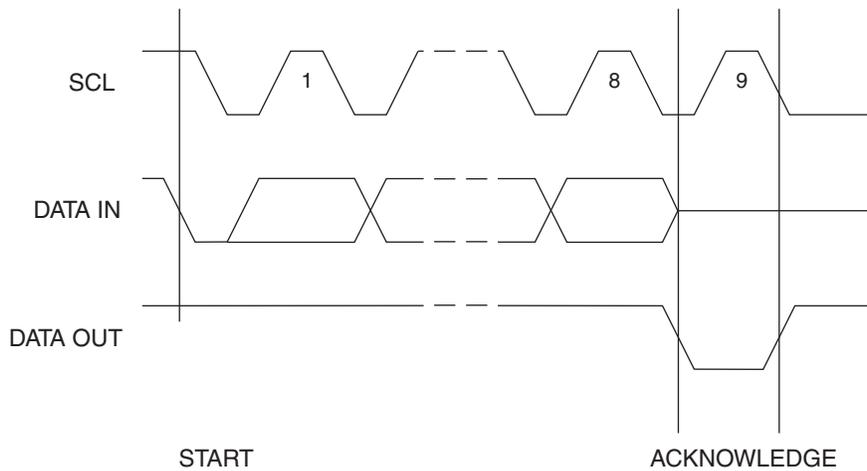 SCL
1
8
9
DATA IN
DATA OUT
START
ACKNOWLEDGE